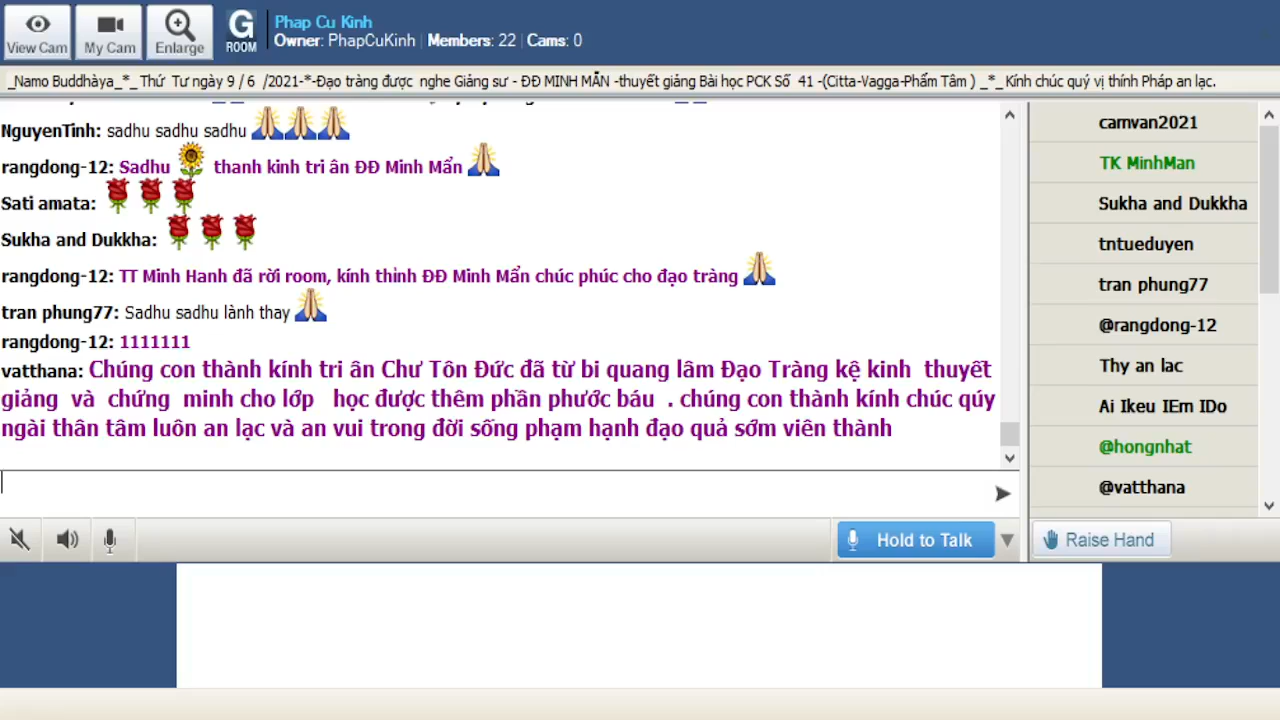 View Cam
My Cam
Enlarge
G
ROOM
Phap Cu Kinh
Owner: PhapCuKinh | Members: 22 | Cams: 0
_Namo Buddhàya_*_ Thứ Tư ngày 9 / 6 /2021-*-Đạo tràng được nghe Giảng sư - ĐĐ MINH MẪN -thuyết giảng Bài học PCK Số 41 -(Citta-Vagga-Phẩm Tâm ) _*_ Kính chúc quý vị thính Pháp an lạc.
NguyenTinh: sadhu sadhu sadhu
rangdong-12: Sadhu thanh kinh tri ân ĐĐ Minh Mẩn
Sati amata:
Sukha and Dukkha:
rangdong-12: TT Minh Hanh đã rời room, kính thỉnh ĐĐ Minh Mẩn chúc phúc cho đạo tràng
tran phung77: Sadhu sadhu lành thay
rangdong-12: 1111111
vatthana: Chúng con thành kính tri ân Chư Tôn Đức đã từ bi quang lâm Đạo Tràng kệ kinh thuyết
giảng và chứng minh cho lớp học được thêm phần phước báu . chúng con thành kính chúc qúy
ngài thân tâm luôn an lạc và an vui trong đời sống phạm hạnh đạo quả sớm viên thành
camvan2021
TK MinhMan
Sukha and Dukkha
tntueduyen
tran phung77
@rangdong-12
Thy an lac
Ai Ikeu IEm IDo
@hongnhat
@vatthana
Hold to Talk
Raise Hand